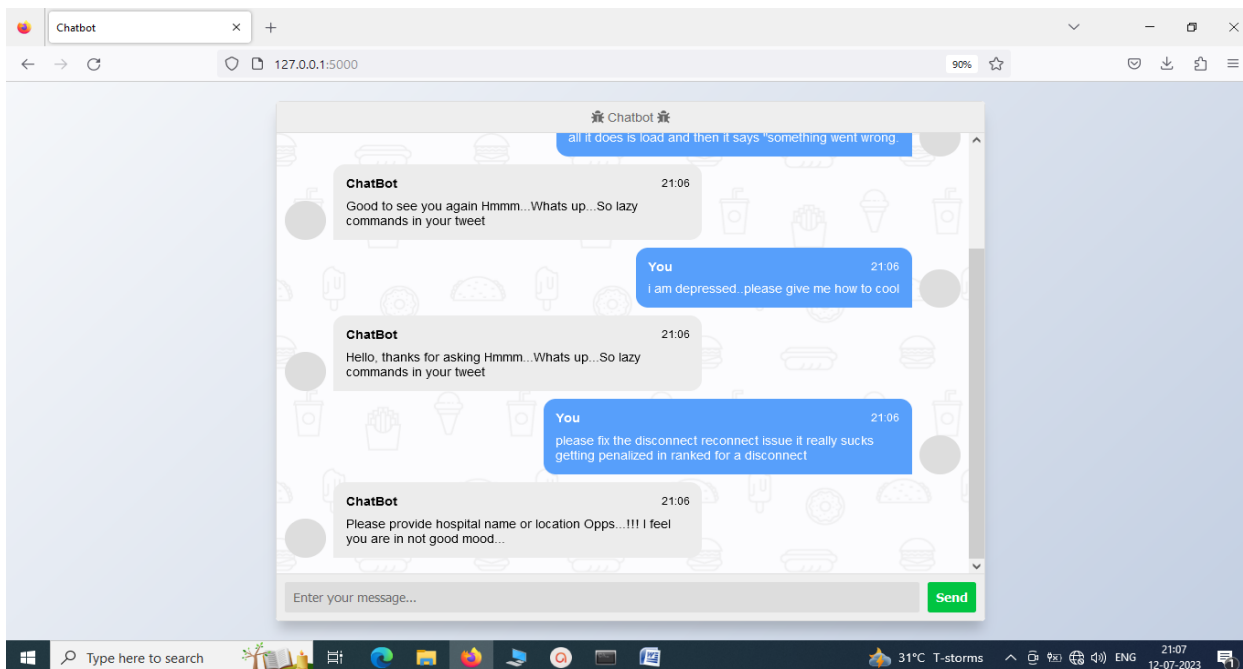 Chatbot
127.0.0.1:5000
90%
Chatbot
all it does is load and then it says "something went wrong.
ChatBot 21:06
Good to see you again Hmmm...Whats up...So lazy
commands in your tweet
You 21:06
i am depressed..please give me how to cool
ChatBot 21:06
Hello, thanks for asking Hmmm...Whats up...So lazy
commands in your tweet
You 21:06
please fix the disconnect reconnect issue it really sucks
getting penalized in ranked for a disconnect
ChatBot 21:06
Please provide hospital name or location Opps...!!! I feel
you are in not good mood...
Enter your message...
Send
Type here to search
31°C T-storms
ENG
21:07
12-07-2023
1